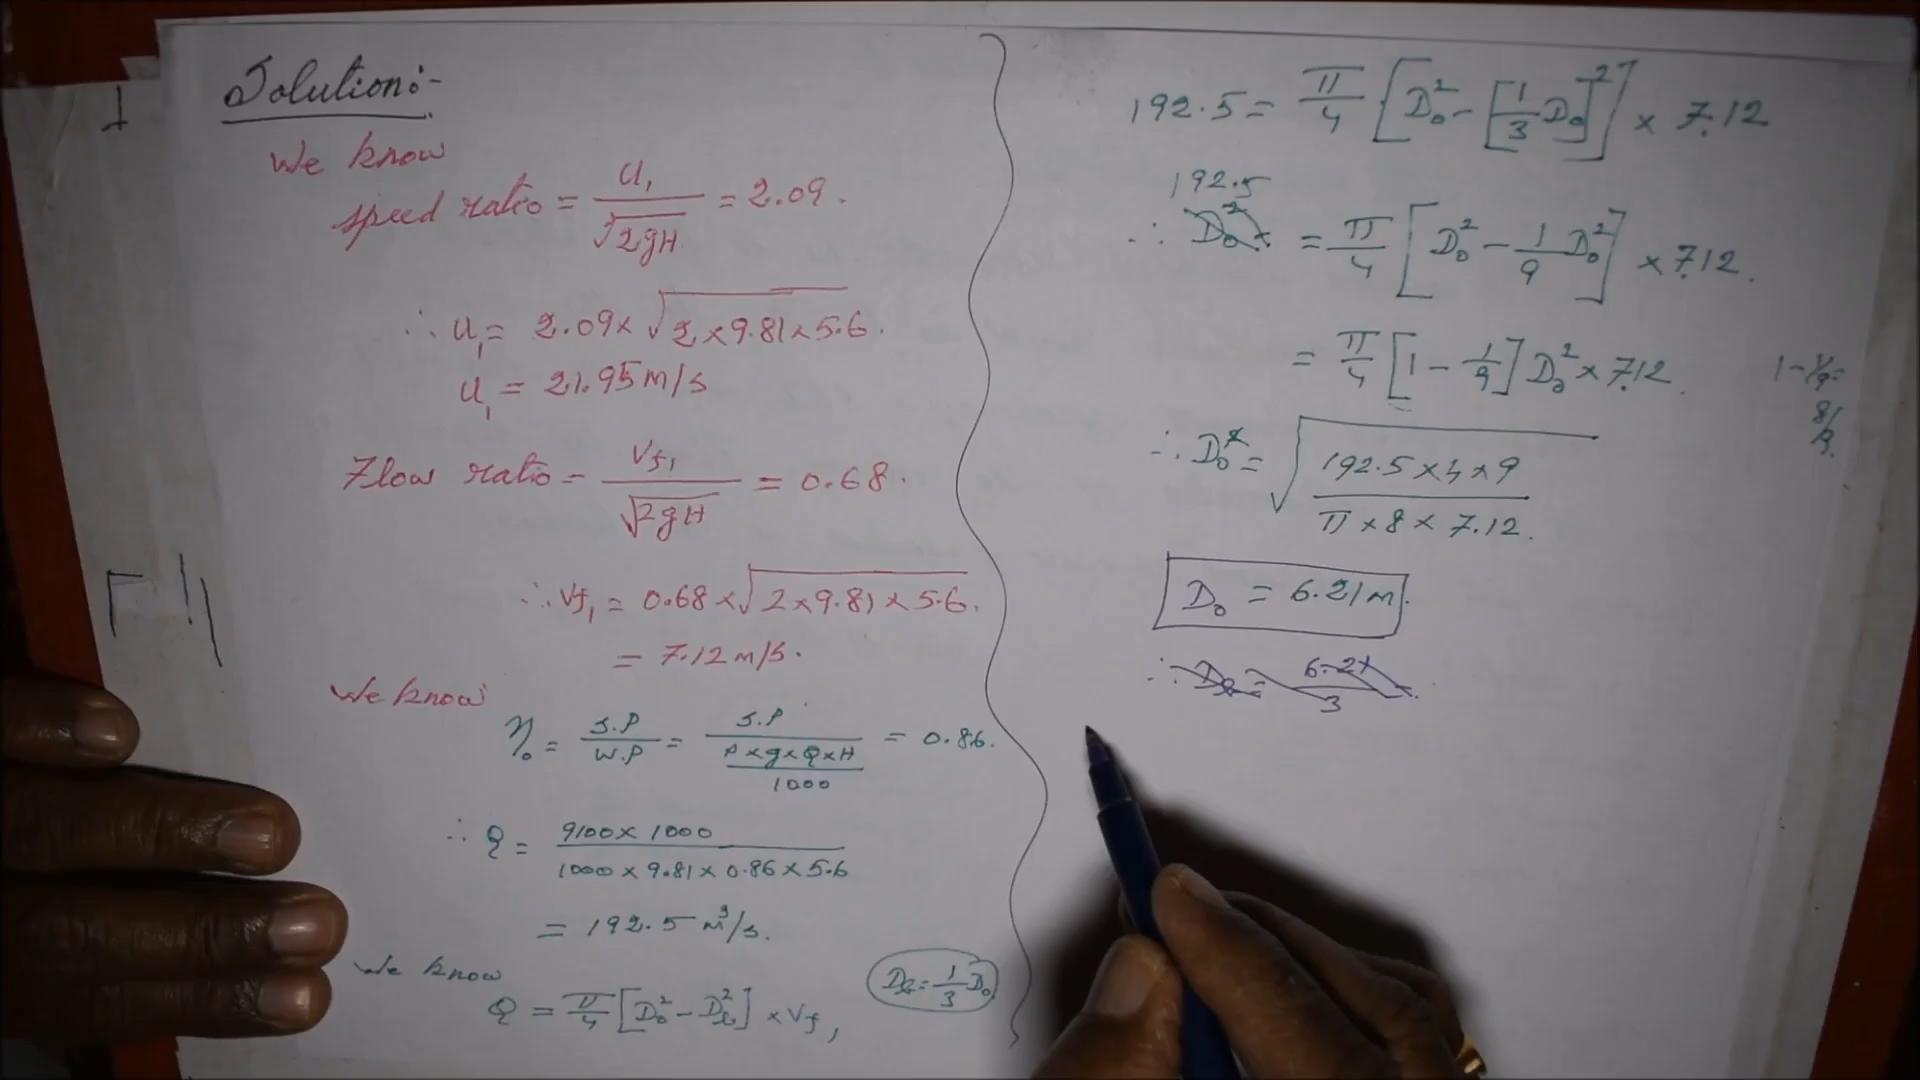 Solution:-
We know
speed ratio = U₁ / √2gH = 2.09.
∴ U₁ = 2.09 × √2 × 9.81 × 5.6.
U₁ = 21.95 m/s
Flow ratio = Vf₁ / √2gH = 0.68.
∴ Vf₁ = 0.68 × √2 × 9.81 × 5.6.
= 7.12 m/s.
We know
η₀ = S.P / W.P = S.P / (ρ×g×Q×H / 1000) = 0.86.
∴ Q = 9100 × 1000 / 1000 × 9.81 × 0.86 × 5.6
= 192.5 m³/s.
We know
Q = π/4 [D₀² - D_b²] × Vf₁
D_b = 1/3 D₀
192.5 = π/4 [D₀² - [1/3 D₀]²] × 7.12
192.5
∴ D₀² = π/4 [D₀² - 1/9 D₀²] × 7.12.
= π/4 [1 - 1/9] D₀² × 7.12.
1 - 1/9 =
8/9.
∴ D₀ = √192.5 × 4 × 9 / π × 8 × 7.12.
D₀ = 6.21 m.
∴ D_b = 6.21 / 3